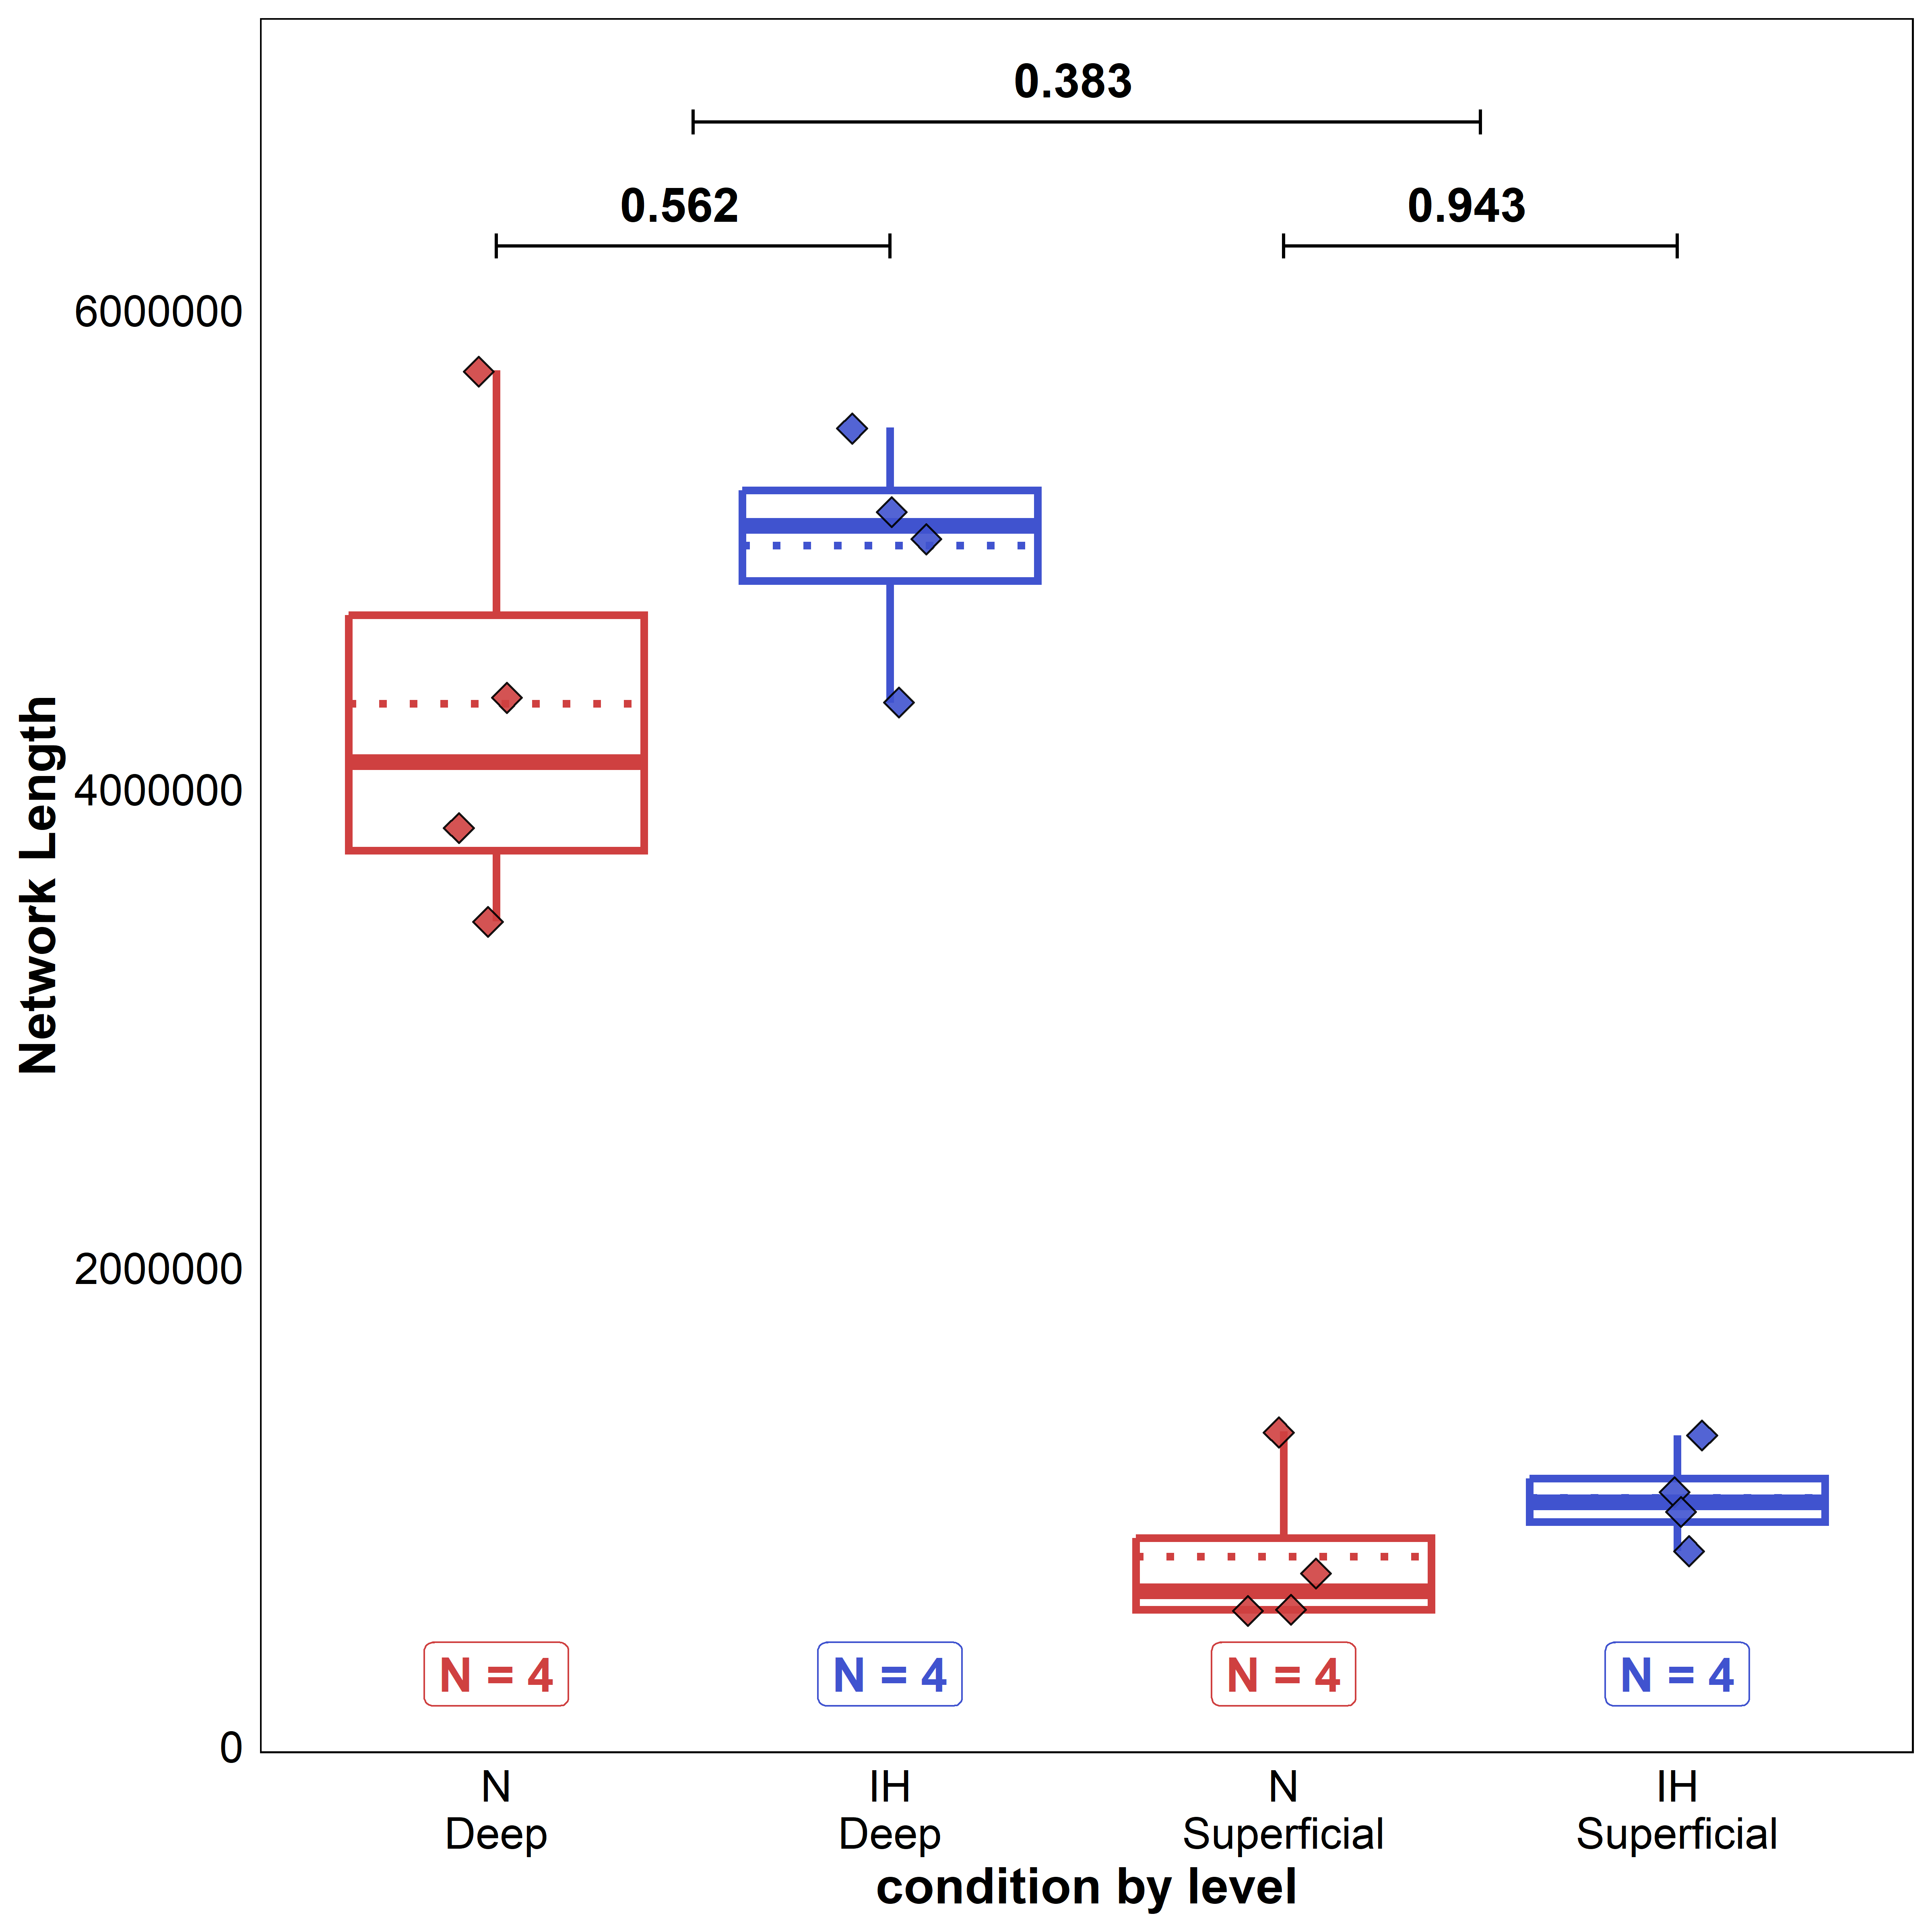 0.383
0.562
0.943
6000000
4000000
2000000
0
Network Length
N = 4
N = 4
N = 4
N = 4
N
Deep
IH
Deep
N
Superficial
IH
Superficial
condition by level